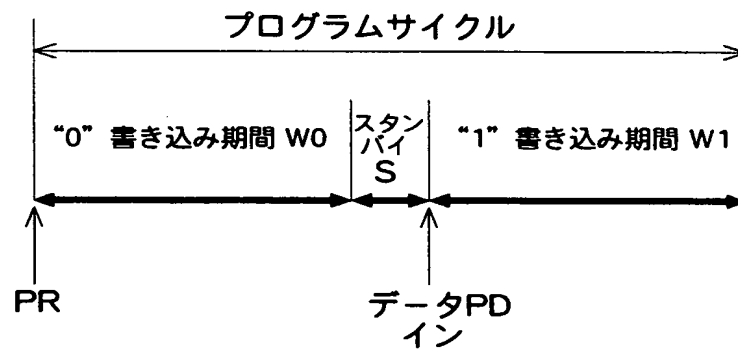 プログラムサイクル
“0” 書き込み期間 W0
スタン
バイ
S
“1” 書き込み期間 W1
PR
データPD
イン